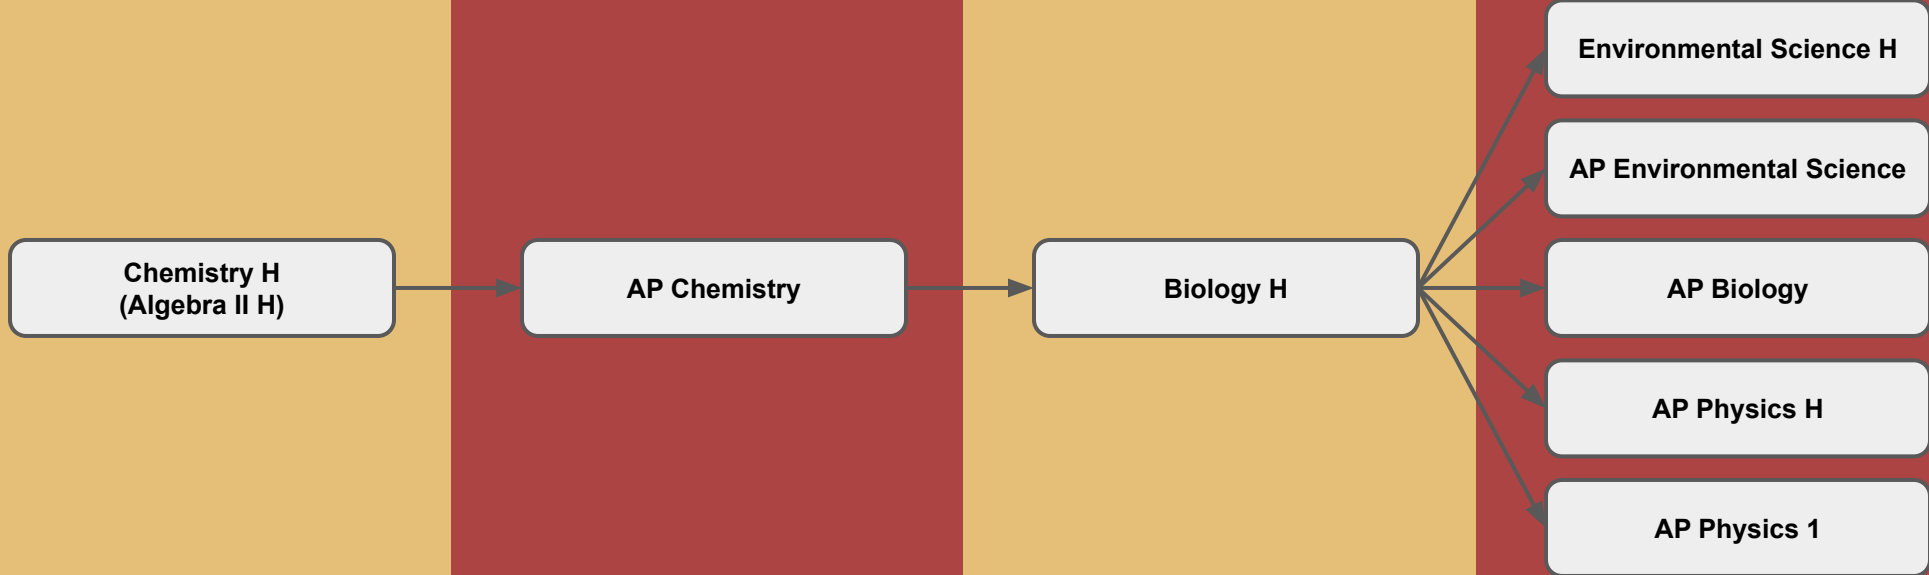 Chemistry H
(Algebra II H)
AP Chemistry
Biology H
Environmental Science H
AP Environmental Science
AP Biology
AP Physics H
AP Physics 1